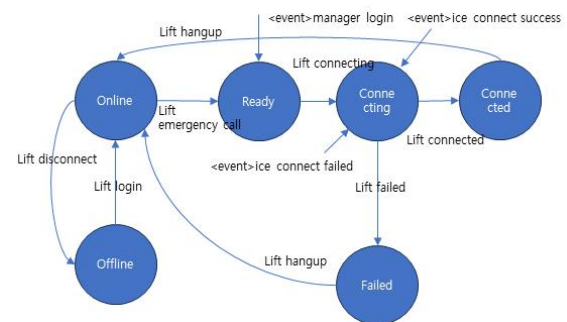 <event>manager login
<event>ice connect success
Lift hangup
Lift connecting
Online
Ready
Conne
cting
Conne
cted
Lift
emergency call
Lift connected
<event>ice connect failed
Lift disconnect
Lift login
Lift failed
Offline
Lift hangup
Failed